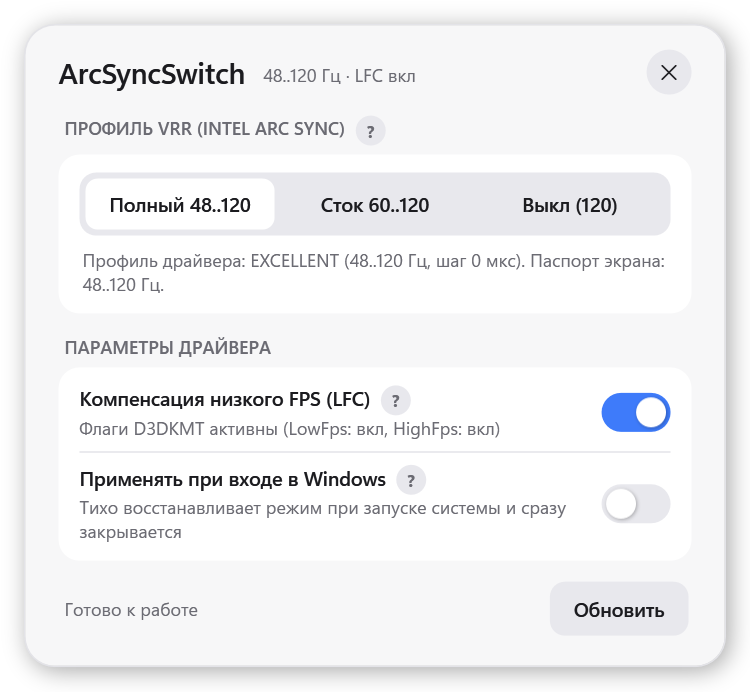 ArcSyncSwitch 48..120 Гц · LFC вкл
ПРОФИЛЬ VRR (INTEL ARC SYNC) ?
Полный 48..120 Сток 60..120 Выкл (120)
Профиль драйвера: EXCELLENT (48..120 Гц, шаг 0 мкс). Паспорт экрана:
48..120 Гц.
ПАРАМЕТРЫ ДРАЙВЕРА
Компенсация низкого FPS (LFC) ?
Флаги D3DKMT активны (LowFps: вкл, HighFps: вкл)
Применять при входе в Windows ?
Тихо восстанавливает режим при запуске системы и сразу
закрывается
Готово к работе Обновить